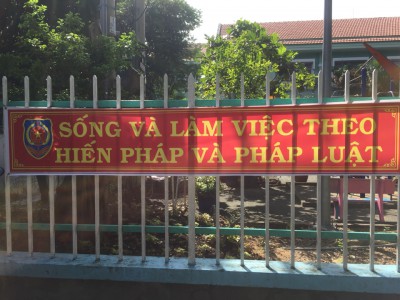 SỐNG VÀ LÀM VIỆC THEO
HIẾN PHÁP VÀ PHÁP LUẬT